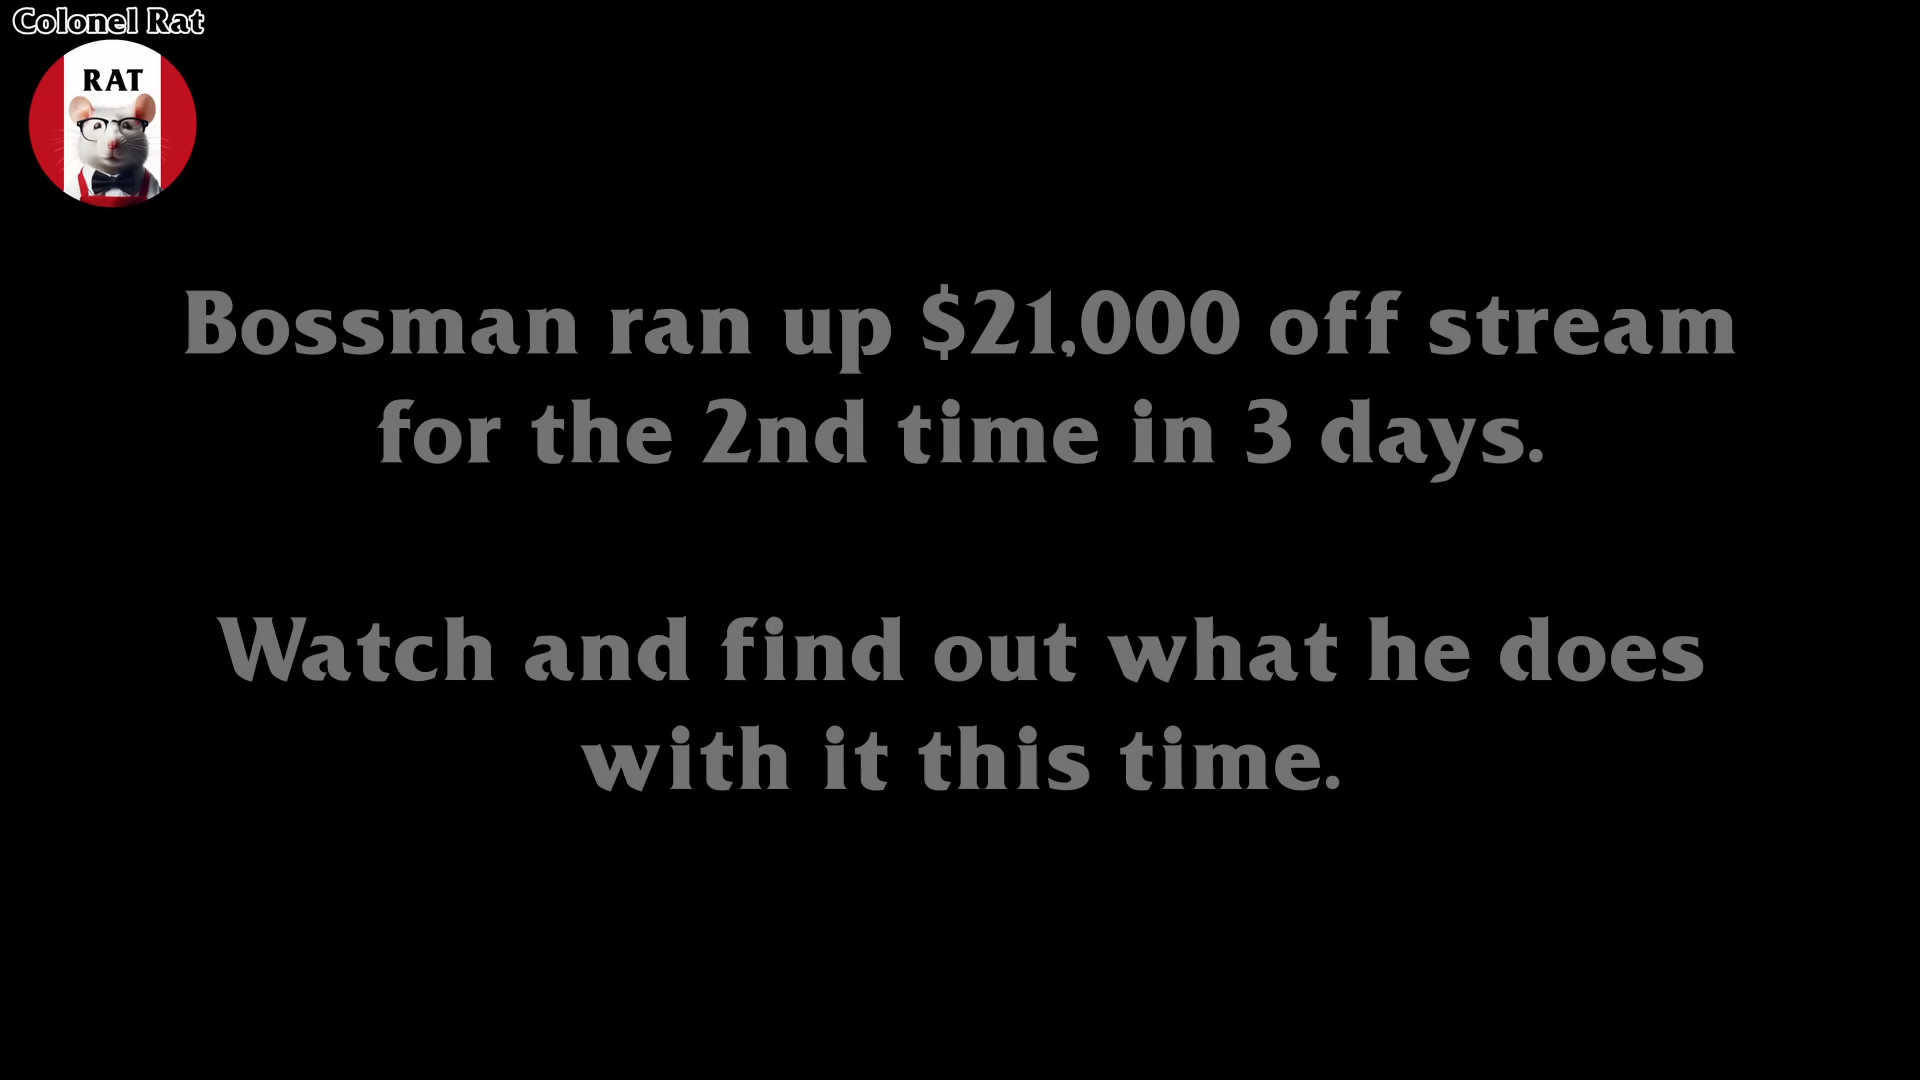 Colonel Rat
RAT
Bossman ran up $21,000 off stream
for the 2nd time in 3 days.
Watch and find out what he does
with it this time.